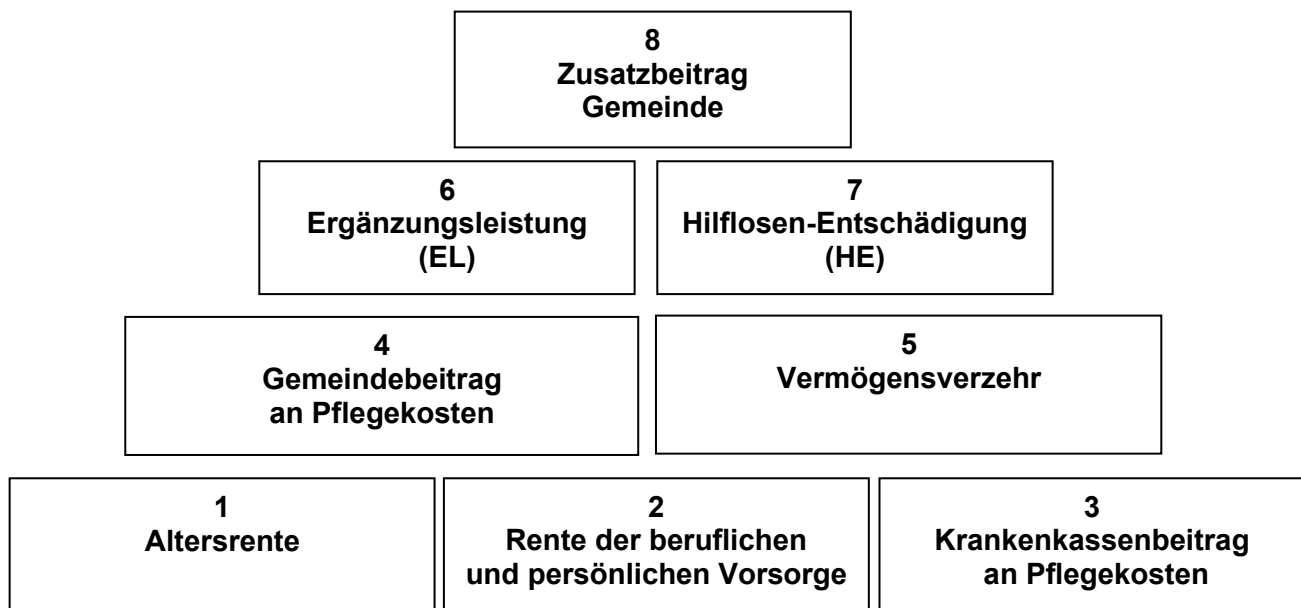 8
Zusatzbeitrag
Gemeinde
6
Ergänzungsleistung
(EL)
7
Hilflosen-Entschädigung
(HE)
4
Gemeindebeitrag
an Pflegekosten
5
Vermögensverzehr
1
Altersrente
2
Rente der beruflichen
und persönlichen Vorsorge
3
Krankenkassenbeitrag
an Pflegekosten